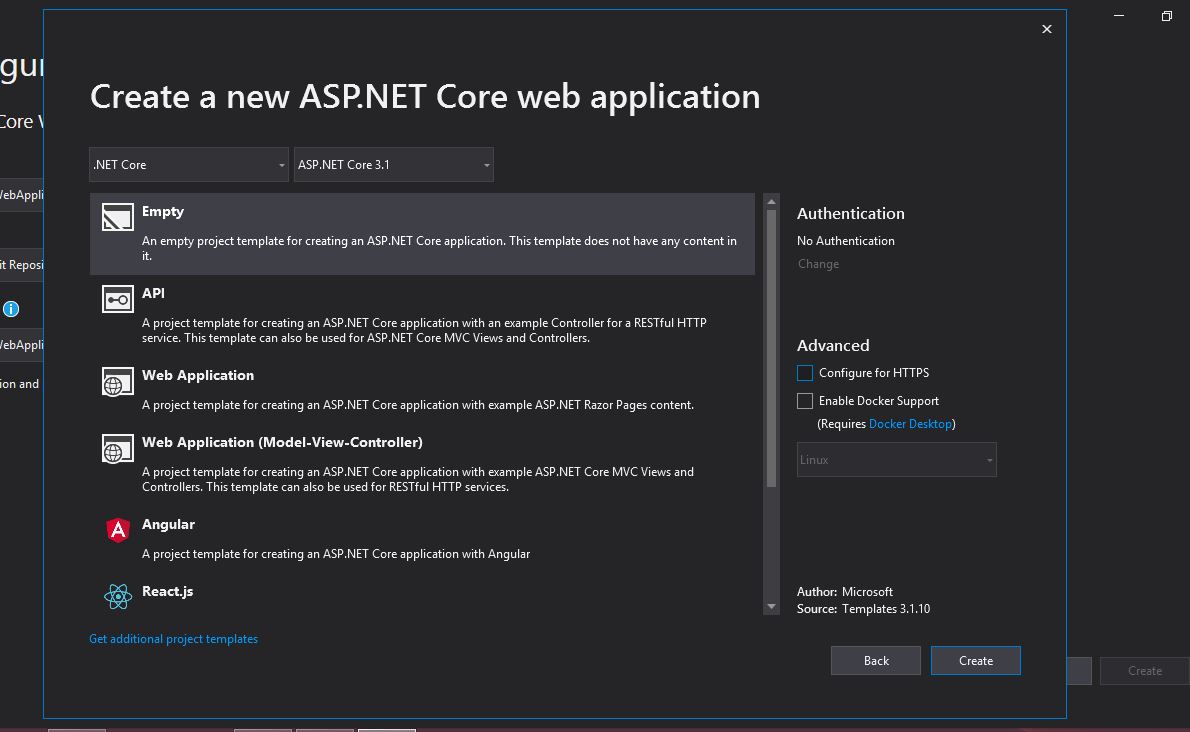 Create a new ASP.NET Core web application
.NET Core
ASP.NET Core 3.1
Empty
An empty project template for creating an ASP.NET Core application. This template does not have any content in
it.
API
A project template for creating an ASP.NET Core application with an example Controller for a RESTful HTTP
service. This template can also be used for ASP.NET Core MVC Views and Controllers.
Web Application
A project template for creating an ASP.NET Core application with example ASP.NET Razor Pages content.
Web Application (Model-View-Controller)
A project template for creating an ASP.NET Core application with example ASP.NET Core MVC Views and
Controllers. This template can also be used for RESTful HTTP services.
Angular
A project template for creating an ASP.NET Core application with Angular
React.js
Get additional project templates
Authentication
No Authentication
Change
Advanced
Configure for HTTPS
Enable Docker Support
(Requires Docker Desktop)
Linux
Author: Microsoft
Source: Templates 3.1.10
Back
Create
Core
ion and
Create